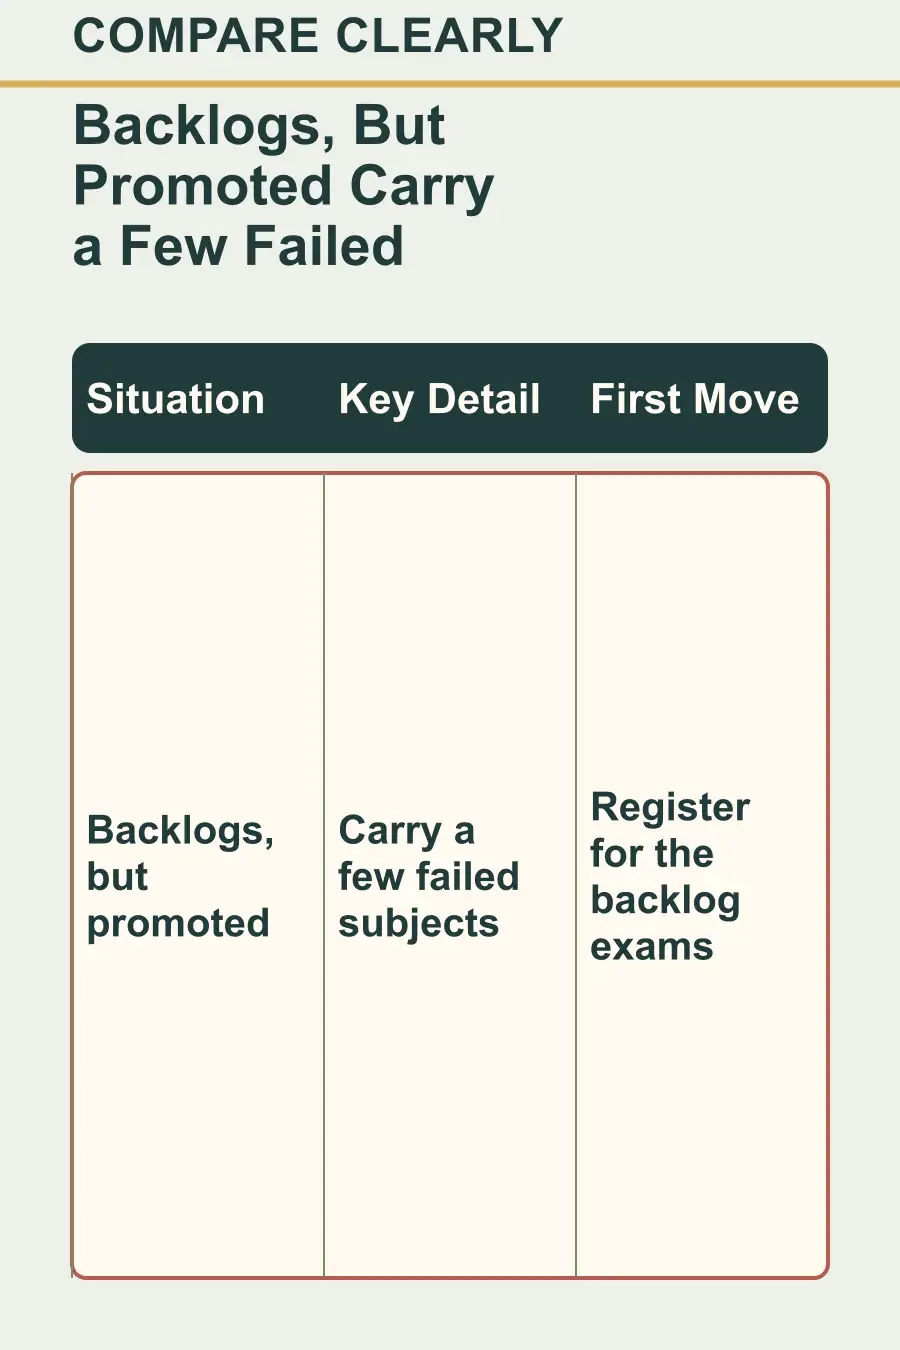 COMPARE CLEARLY
Backlogs, But
Promoted Carry
a Few Failed
Situation
Key Detail
First Move
Backlogs,
but
promoted
Carry a
few failed
subjects
Register
for the
backlog
exams